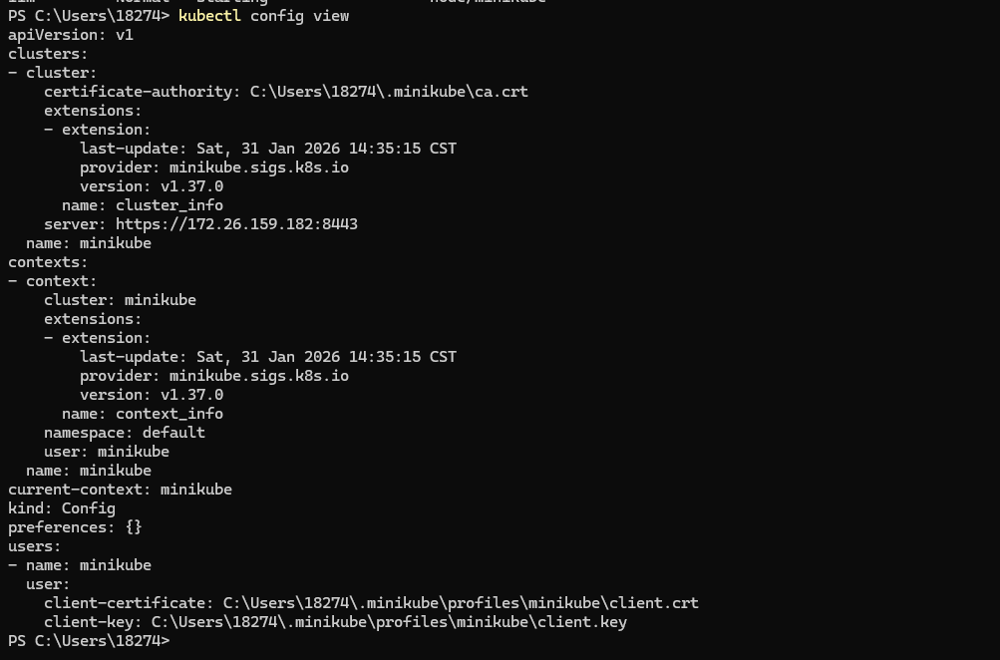 PS C:\Users\18274> kubectl config view
apiVersion: v1
clusters:
- cluster:
    certificate-authority: C:\Users\18274\.minikube\ca.crt
    extensions:
    - extension:
        last-update: Sat, 31 Jan 2026 14:35:15 CST
        provider: minikube.sigs.k8s.io
        version: v1.37.0
      name: cluster_info
    server: https://172.26.159.182:8443
  name: minikube
contexts:
- context:
    cluster: minikube
    extensions:
    - extension:
        last-update: Sat, 31 Jan 2026 14:35:15 CST
        provider: minikube.sigs.k8s.io
        version: v1.37.0
      name: context_info
    namespace: default
    user: minikube
  name: minikube
current-context: minikube
kind: Config
preferences: {}
users:
- name: minikube
  user:
    client-certificate: C:\Users\18274\.minikube\profiles\minikube\client.crt
    client-key: C:\Users\18274\.minikube\profiles\minikube\client.key
PS C:\Users\18274>